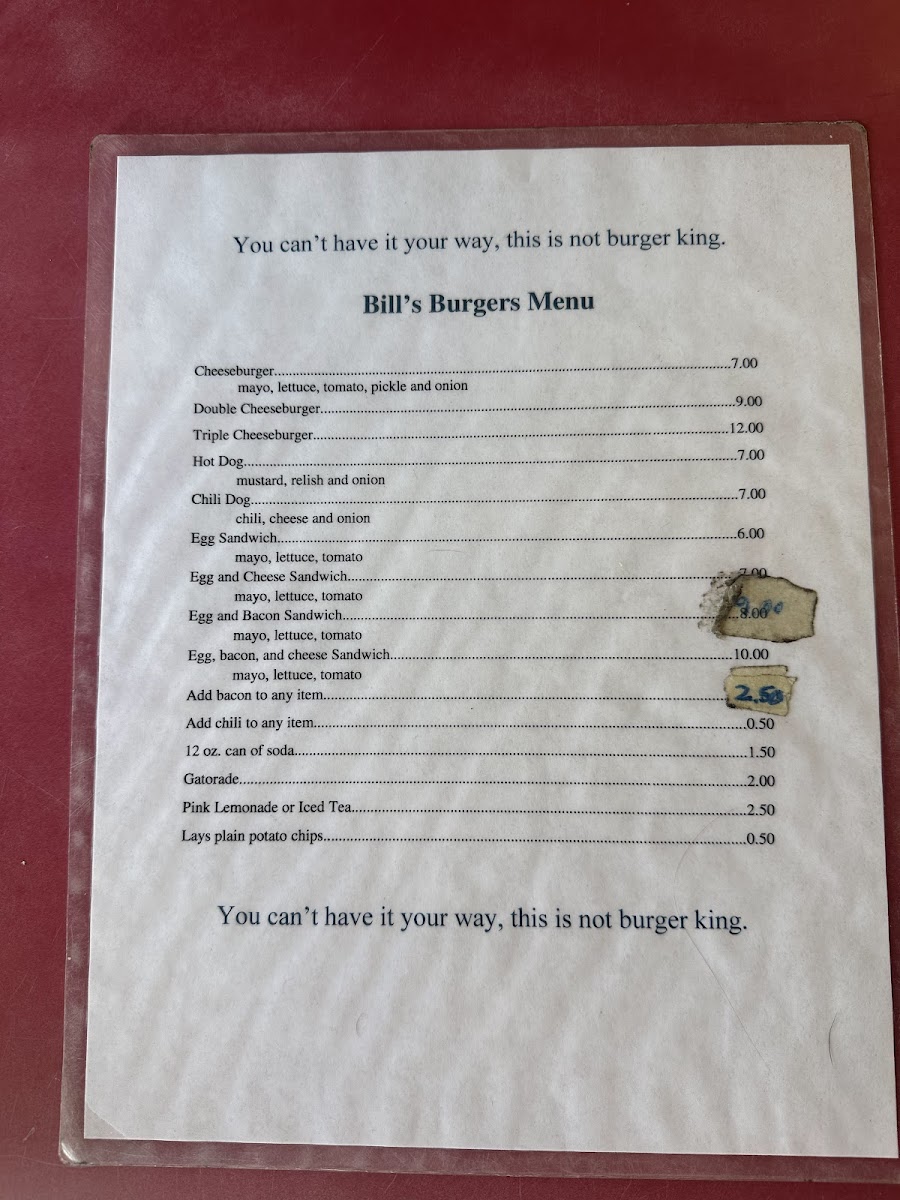 You can't have it your way, this is not burger king.
Bill's Burgers Menu
Cheeseburger..........7.00
mayo, lettuce, tomato, pickle and onion
Double Cheeseburger..........9.00
Triple Cheeseburger..........12.00
Hot Dog..........7.00
mustard, relish and onion
Chili Dog..........7.00
chili, cheese and onion
Egg Sandwich..........6.00
mayo, lettuce, tomato
Egg and Cheese Sandwich..........7.00
mayo, lettuce, tomato
Egg and Bacon Sandwich..........8.00
mayo, lettuce, tomato
Egg, bacon, and cheese Sandwich..........10.00
mayo, lettuce, tomato
Add bacon to any item..........2.50
Add chili to any item..........0.50
12 oz. can of soda..........1.50
Gatorade..........2.00
Pink Lemonade or Iced Tea..........2.50
Lays plain potato chips..........0.50
You can't have it your way, this is not burger king.